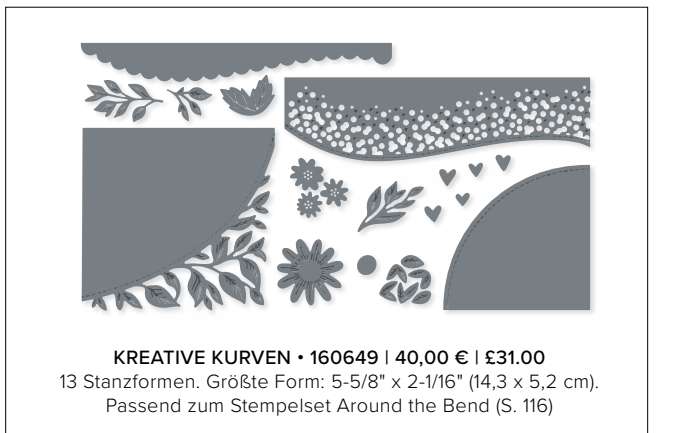 KREATIVE KURVEN • 160649 | 40,00 € | £31.00
13 Stanzformen. Größte Form: 5-5/8" x 2-1/16" (14,3 x 5,2 cm).
Passend zum Stempelset Around the Bend (S. 116)